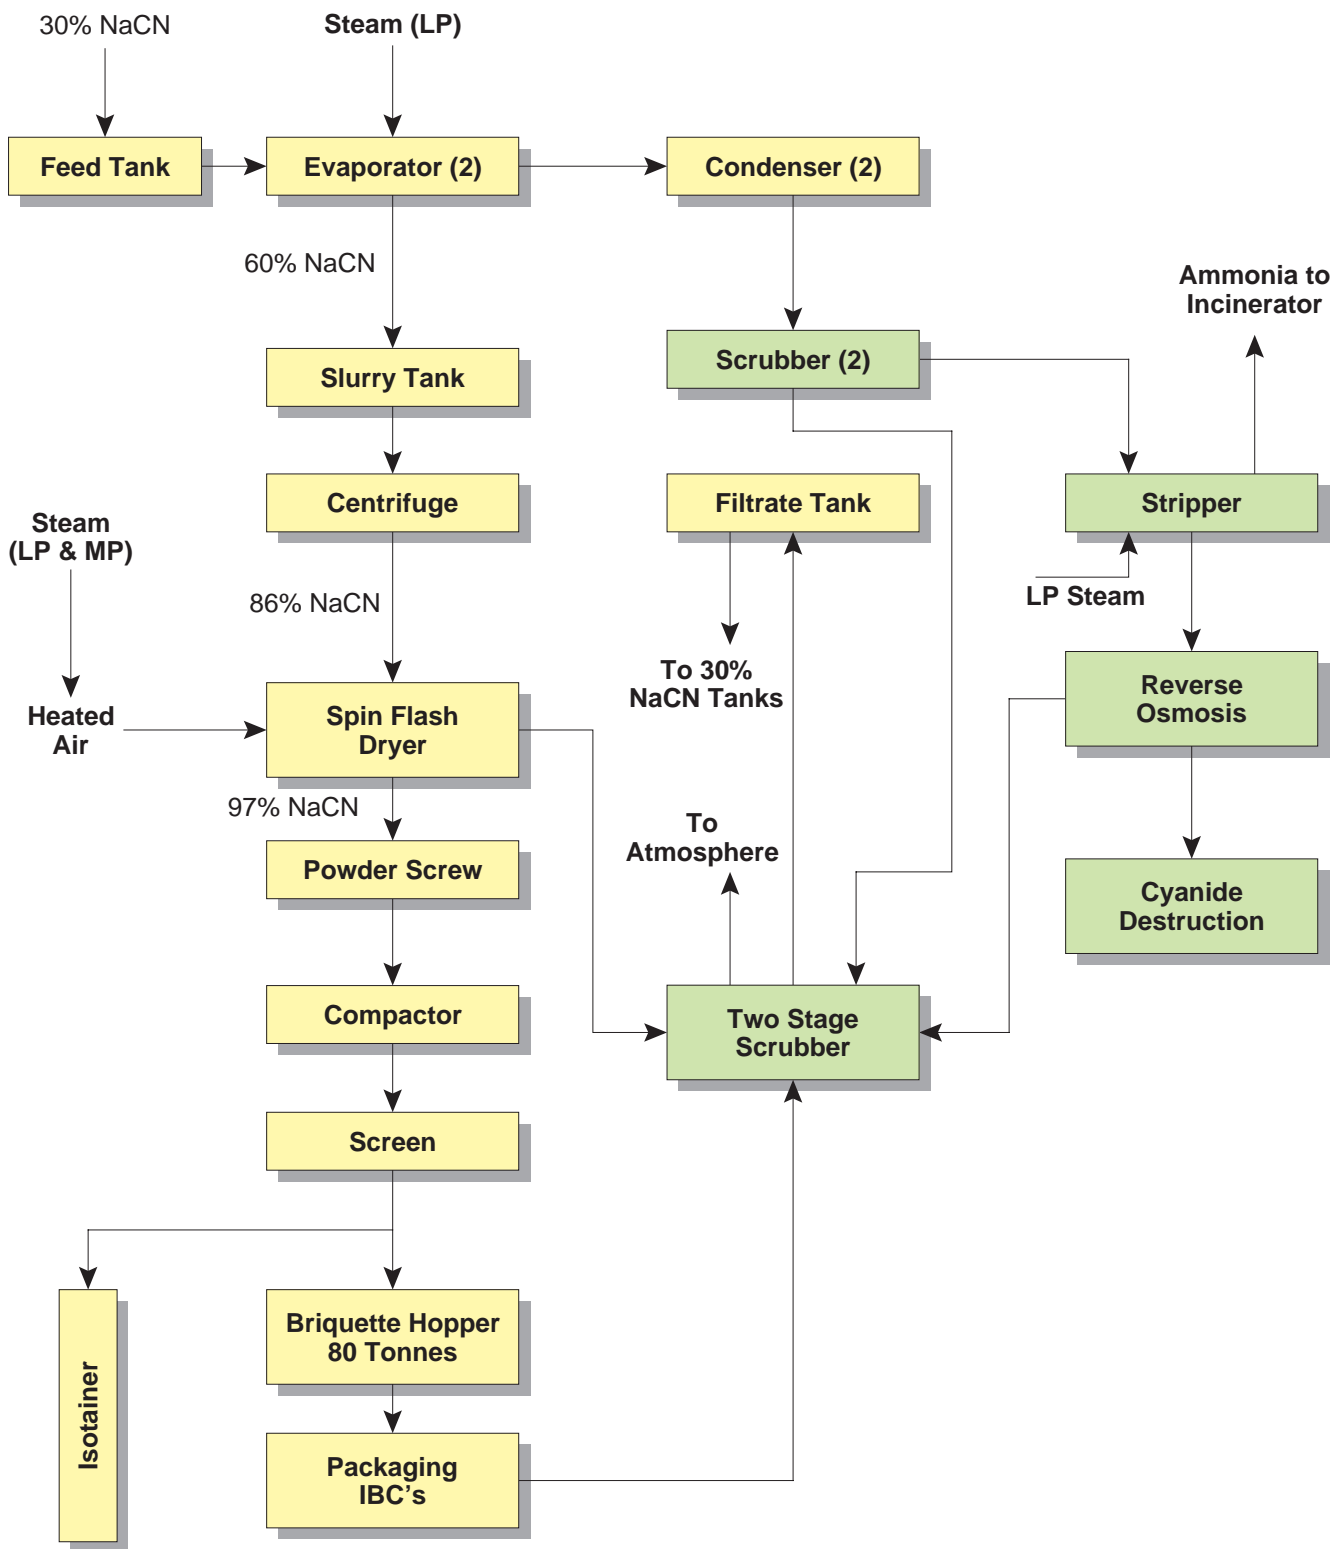 30% NaCN
Steam (LP)
Feed Tank
Evaporator (2)
Condenser (2)
60% NaCN
Ammonia to
Incinerator
Slurry Tank
Scrubber (2)
Centrifuge
Filtrate Tank
Stripper
Steam
(LP & MP)
86% NaCN
LP Steam
To 30%
NaCN Tanks
Reverse
Osmosis
Heated
Air
Spin Flash
Dryer
97% NaCN
To
Atmosphere
Powder Screw
Cyanide
Destruction
Compactor
Two Stage
Scrubber
Screen
Briquette Hopper
80 Tonnes
Isotainer
Packaging
IBC’s